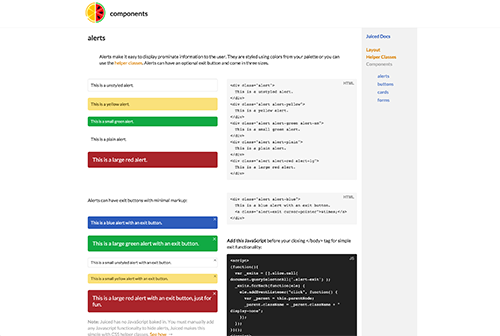 components
alerts
Alerts make it easy to display prominate information to the user. They are styled using colors from your palette or you can
use the helper classes. Alerts can have an optional exit button and come in three sizes.
This is an unstyled alert.
This is a yellow alert.
This is a small green alert.
This is a plain alert.
This is a large red alert.
HTML
<div class="alert">
This is a unstyled alert.
</div>
<div class="alert alert-yellow">
This is a yellow alert.
</div>
<div class="alert alert-green alert-sm">
This is a small green alert.
</div>
<div class="alert alert-plain">
This is a plain alert.
</div>
<div class="alert alert-red alert-lg">
This is a large red alert.
</div>
Alerts can have exit buttons with minimal markup:
This is a blue alert with an exit button.
This is a large green alert with an exit button.
This is a small unstyled alert with an exit button.
This is a small yellow alert with an exit button.
This is a large red alert with an exit button, just for
fun.
Note: Juiced has no JavaScript baked in. You must manually add
any JavaScript functionality to hide alerts, Juiced makes this
simple with CSS helper classes. See how →
HTML
<div class="alert alert-blue">
This is a blue alert with an exit button.
<a class="alert-exit cursor-pointer">&times;</a>
</div>
Add this JavaScript before your closing </body> tag for simple
exit functionality:
<script>
(function(){
var _exits = [].slice.call(
document.querySelectorAll('.alert-exit') );
_exits.forEach(function(ele) {
ele.addEventListener("click", function() {
var _parent = this.parentNode;
_parent.className = _parent.className + "
display-none";
});
});
})();
Juiced Docs
Layout
Helper Classes
Components
alerts
buttons
cards
forms